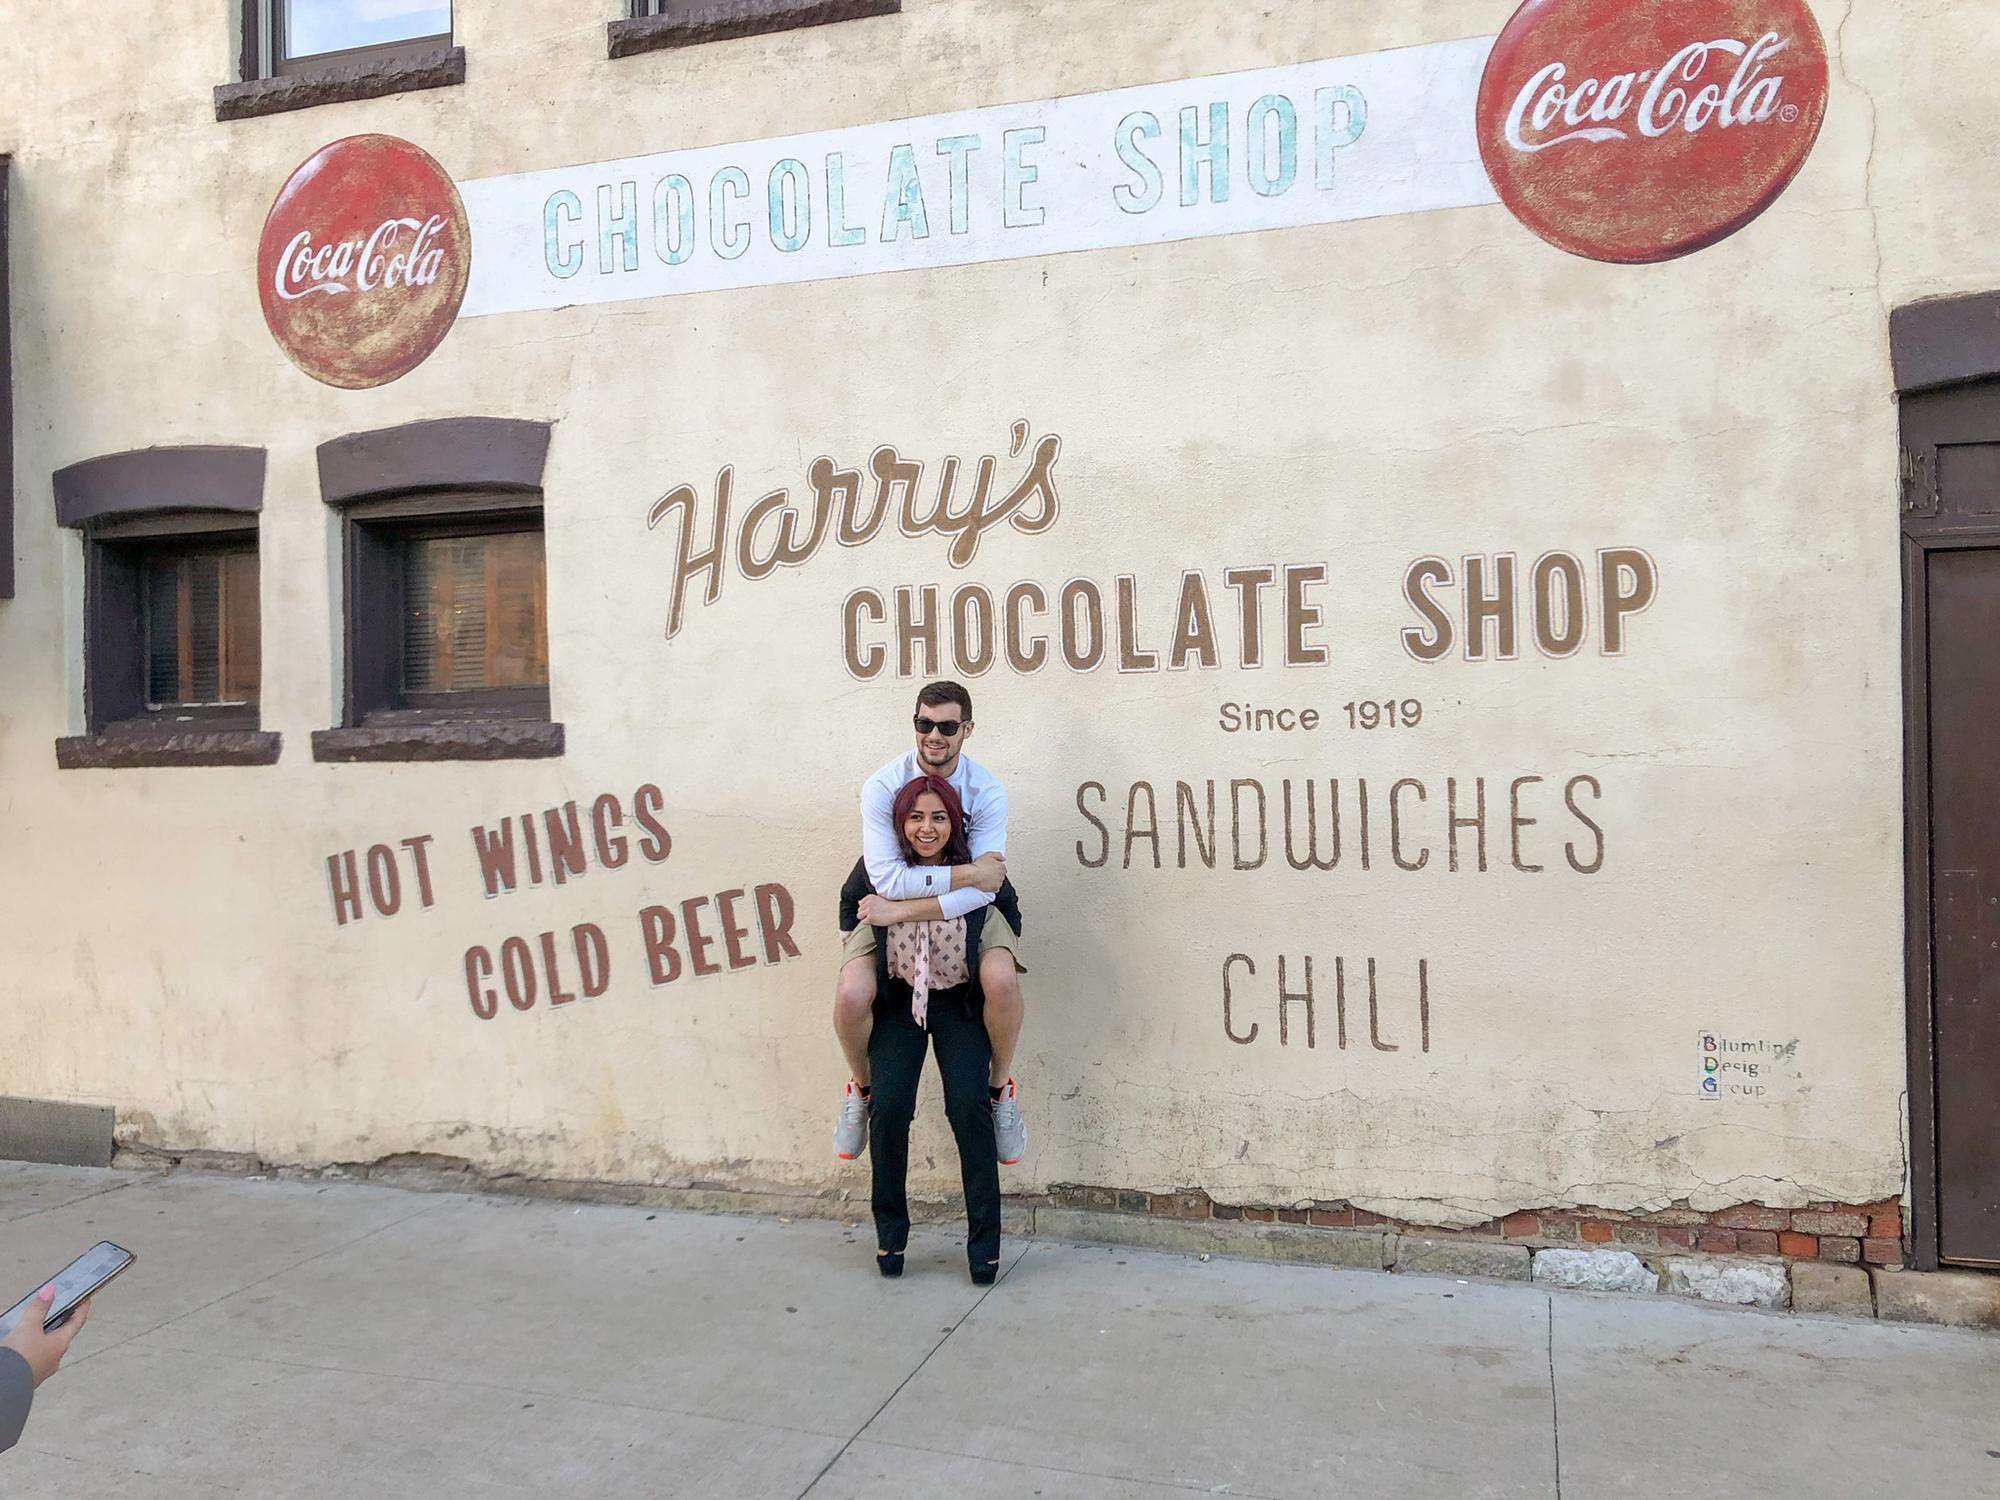 Coca-Cola
CHOCOLATE SHOP
Coca-Cola®
Harry's
CHOCOLATE SHOP
Since 1919
HOT WINGS
COLD BEER
SANDWICHES
CHILI
Blumling
Desig
Group